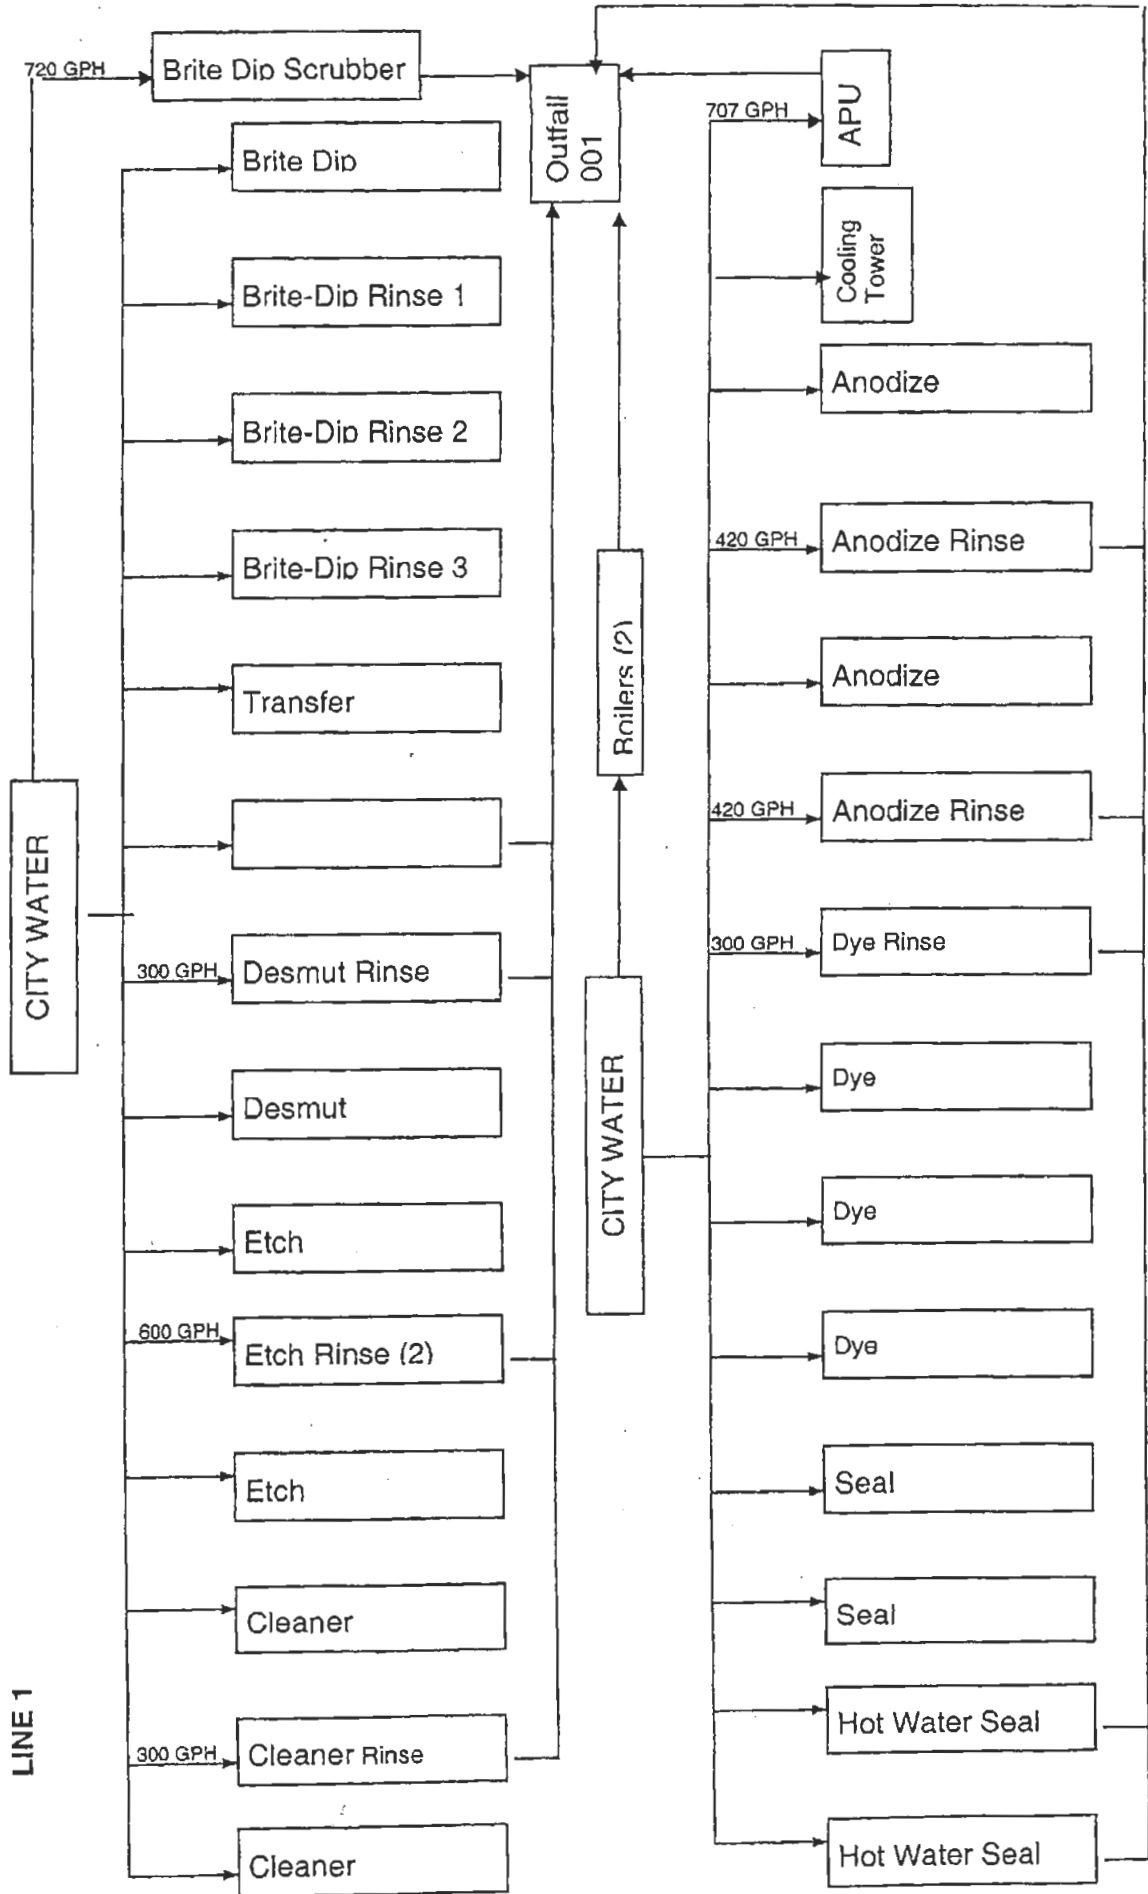 720 GPH
Brite Dip Scrubber
Brite Dip
Brite-Dip Rinse 1
Brite-Dip Rinse 2
Brite-Dip Rinse 3
Transfer
CITY WATER
300 GPH
Desmut Rinse
Desmut
Etch
600 GPH
Etch Rinse (2)
Etch
Cleaner
LINE 1
300 GPH
Cleaner Rinse
Cleaner
Outfall
001
Boilers (2)
CITY WATER
707 GPH
APU
Cooling
Tower
Anodize
420 GPH
Anodize Rinse
Anodize
420 GPH
Anodize Rinse
300 GPH
Dye Rinse
Dye
Dye
Dye
Seal
Seal
Hot Water Seal
Hot Water Seal